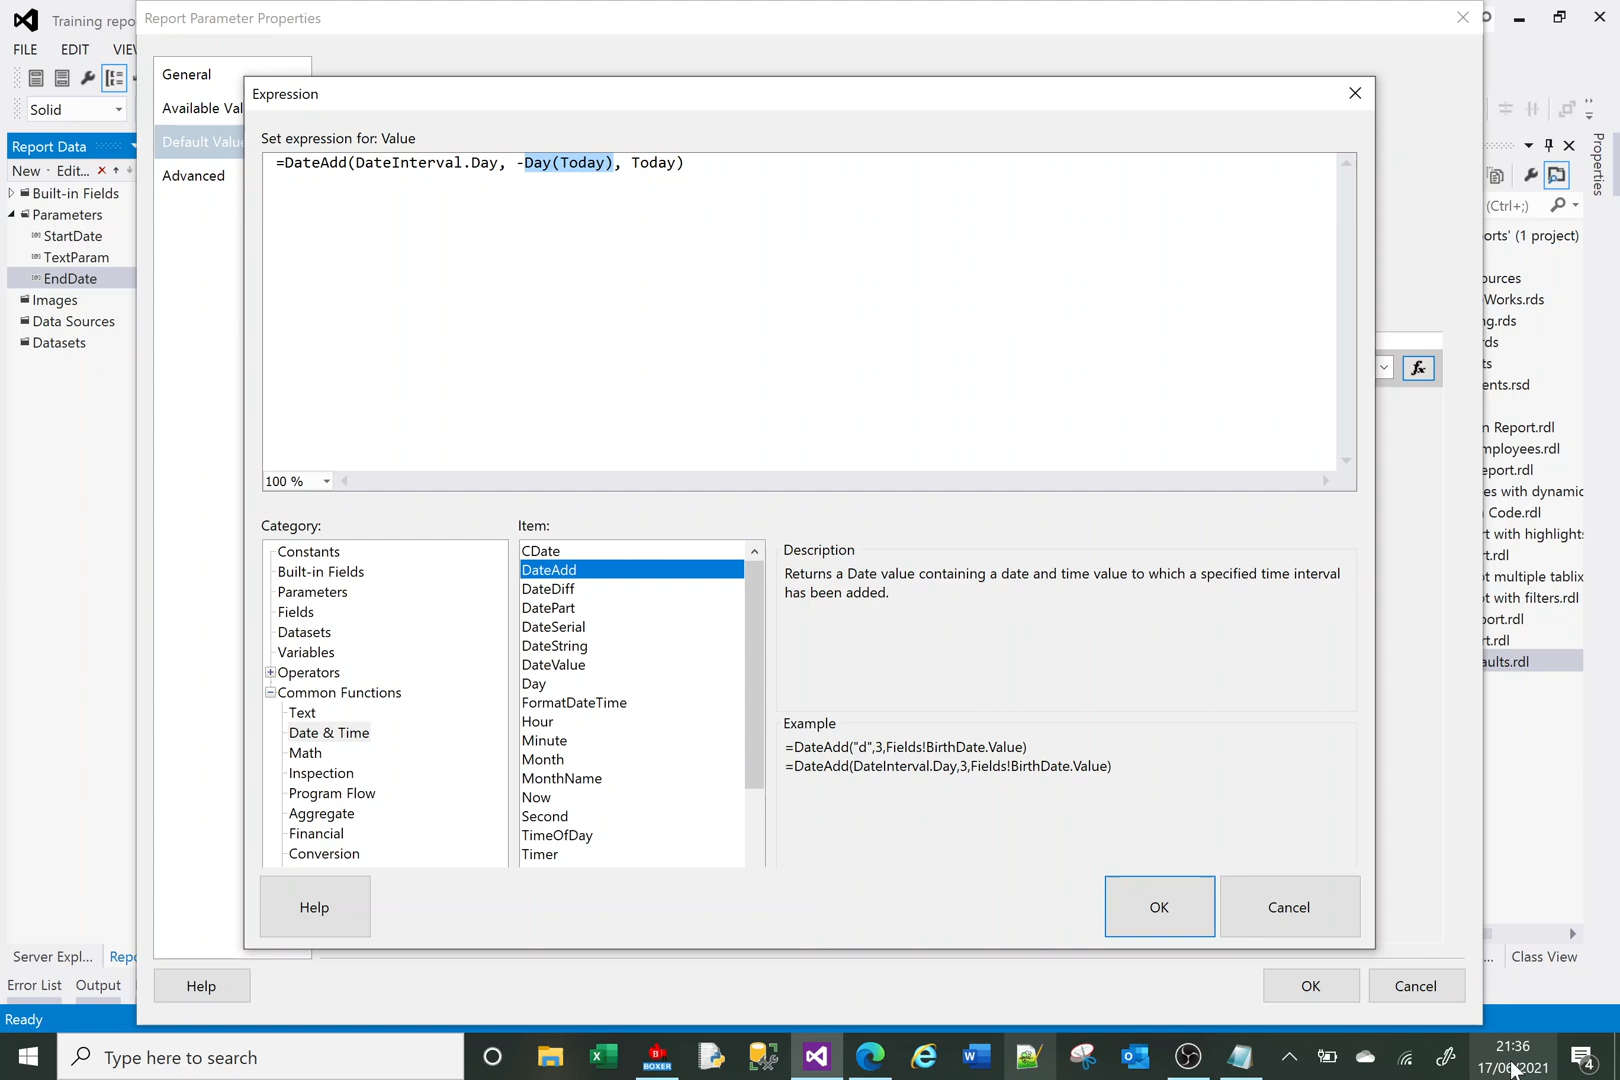 Training repo
Report Parameter Properties
FILE EDIT VIE
Solid
Report Data
New Edit...
Built-in Fields
Parameters
StartDate
TextParam
EndDate
Images
Data Sources
Datasets
General
Available Val
Default Value
Advanced
Expression
Set expression for: Value
=DateAdd(DateInterval.Day, -Day(Today), Today)
100 %
Category:
Constants
Built-in Fields
Parameters
Fields
Datasets
Variables
Operators
Common Functions
Text
Date & Time
Math
Inspection
Program Flow
Aggregate
Financial
Conversion
Item:
CDate
DateAdd
DateDiff
DatePart
DateSerial
DateString
DateValue
Day
FormatDateTime
Hour
Minute
Month
MonthName
Now
Second
TimeOfDay
Timer
Description
Returns a Date value containing a date and time value to which a specified time interval
has been added.
Example
=DateAdd("d",3,Fields!BirthDate.Value)
=DateAdd(DateInterval.Day,3,Fields!BirthDate.Value)
Help
OK
Cancel
fx
Properties
(Ctrl+;)
orts' (1 project)
ources
Works.rds
ng.rds
rds
ts
ents.rsd
n Report.rdl
mployees.rdl
eport.rdl
es with dynamic
Code.rdl
rt with highlights
rt.rdl
t multiple tablix
t with filters.rdl
port.rdl
rt.rdl
aults.rdl
Server Expl... Repo
... Class View
Error List Output
Help
OK
Cancel
Ready
Type here to search
BOXER
21:36
17/06/2021
4